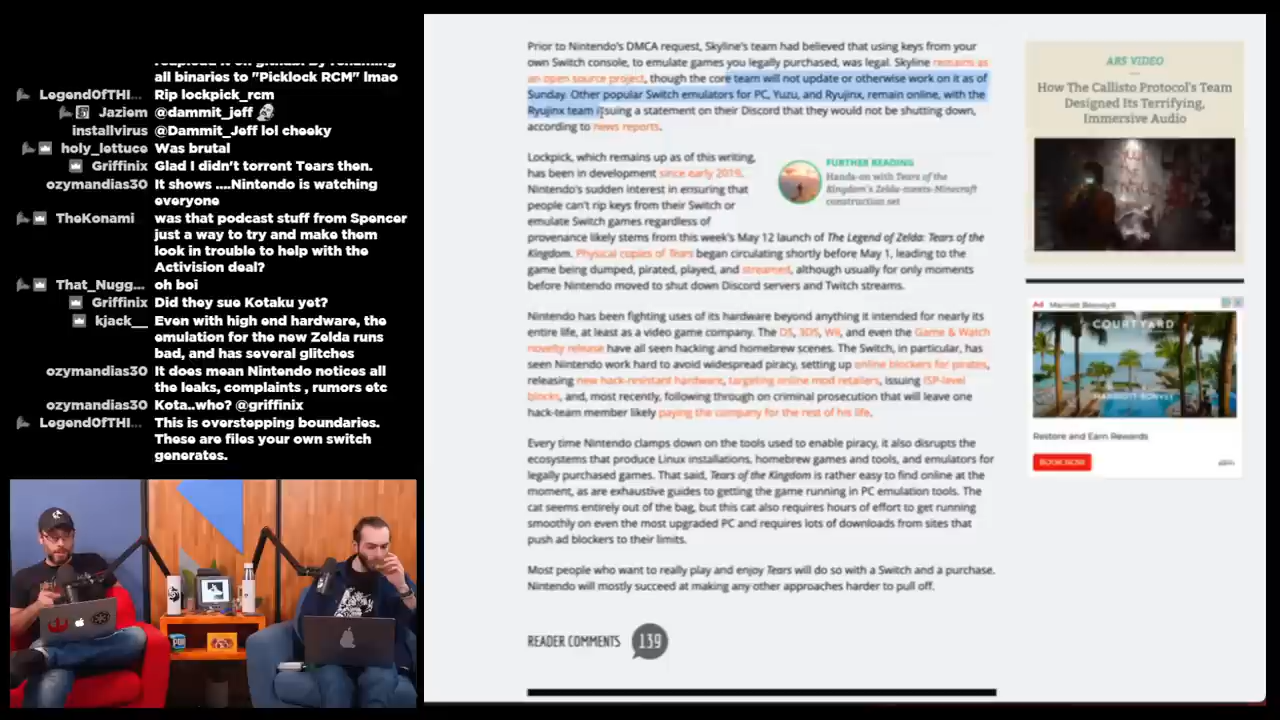 all binaries to "Picklock RCM" lmao
LegendOfTHI... Rip lockpick_rcm
Jaziem @dammit_jeff
installvirus @Dammit_Jeff lol cheeky
holy_lettuce Was brutal
Griffinix Glad I didn't torrent Tears then.
ozymandias30 It shows ....Nintendo is watching
everyone
TheKonami was that podcast stuff from Spencer
just a way to try and make them
look in trouble to help with the
Activision deal?
That_Nugg... oh boi
Griffinix Did they sue Kotaku yet?
kjack__ Even with high end hardware, the
emulation for the new Zelda runs
bad, and has several glitches
ozymandias30 It does mean Nintendo notices all
the leaks, complaints , rumors etc
ozymandias30 Kota..who? @griffinix
LegendOfTHI... This is overstepping boundaries.
These are files your own switch
generates.
Prior to Nintendo's DMCA request, Skyline's team had believed that using keys from your
own Switch console, to emulate games you legally purchased, was legal. Skyline remains as
an open source project, though the core team will not update or otherwise work on it as of
Sunday. Other popular Switch emulators for PC, Yuzu, and Ryujinx, remain online, with the
Ryujinx team issuing a statement on their Discord that they would not be shutting down,
according to news reports.
Lockpick, which remains up as of this writing,
has been in development since early 2019.
Nintendo's sudden interest in ensuring that
people can't rip keys from their Switch or
emulate Switch games regardless of
provenance likely stems from this week's May 12 launch of The Legend of Zelda: Tears of the
Kingdom. Physical copies of Tears began circulating shortly before May 1, leading to the
game being dumped, pirated, played, and streamed, although usually for only moments
before Nintendo moved to shut down Discord servers and Twitch streams.
FURTHER READING
Hands-on with Tears of the
Kingdom's Zelda-meets-Minecraft
construction set
Nintendo has been fighting uses of its hardware beyond anything it intended for nearly its
entire life, at least as a video game company. The DS, 3DS, Wii, and even the Game & Watch
novelty release have all seen hacking and homebrew scenes. The Switch, in particular, has
seen Nintendo work hard to avoid widespread piracy, setting up online blockers for pirates,
releasing new hack-resistant hardware, targeting online mod retailers, issuing ISP-level
blocks, and, most recently, following through on criminal prosecution that will leave one
hack-team member likely paying the company for the rest of his life.
Every time Nintendo clamps down on the tools used to enable piracy, it also disrupts the
ecosystems that produce Linux installations, homebrew games and tools, and emulators for
legally purchased games. That said, Tears of the Kingdom is rather easy to find online at the
moment, as are exhaustive guides to getting the game running in PC emulation tools. The
cat seems entirely out of the bag, but this cat also requires hours of effort to get running
smoothly on even the most upgraded PC and requires lots of downloads from sites that
push ad blockers to their limits.
Most people who want to really play and enjoy Tears will do so with a Switch and a purchase.
Nintendo will mostly succeed at making any other approaches harder to pull off.
READER COMMENTS 139
ARS VIDEO
How The Callisto Protocol's Team
Designed Its Terrifying,
Immersive Audio
Ad Marriott Bonvoy®
COURTYARD
MARRIOTT BONVOY
Restore and Earn Rewards
BOOK NOW